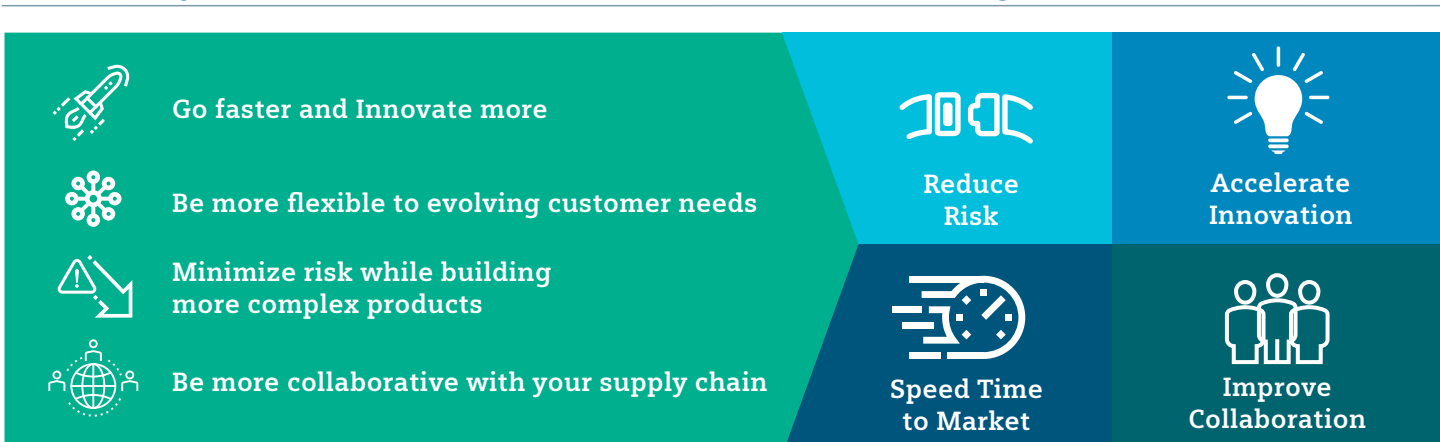 Go faster and Innovate more
Be more flexible to evolving customer needs
Minimize risk while building
more complex products
Be more collaborative with your supply chain
Reduce
Risk
Accelerate
Innovation
Speed Time
to Market
Improve
Collaboration